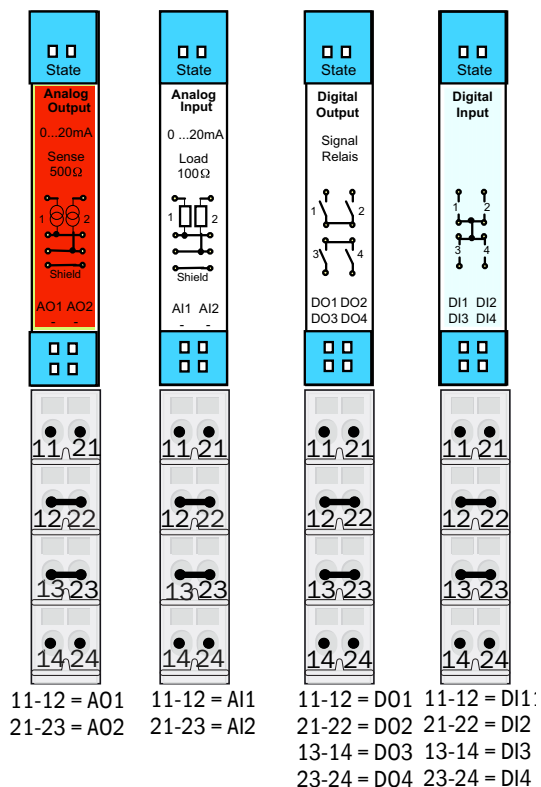 State
Analog
Output
0...20mA
Sense
500Ω
1 2
Shield
AO1 AO2
- -
11 21
12 22
13 23
14 24
11-12 = AO1
21-23 = AO2
State
Analog
Input
0 ...20mA
Load
100Ω
1 2
Shield
AI1 AI2
- -
11 21
12 22
13 23
14 24
11-12 = AI1
21-23 = AI2
State
Digital
Output
Signal
Relais
1 2
3 4
DO1 DO2
DO3 DO4
11 21
12 22
13 23
14 24
11-12 = DO1
21-22 = DO2
13-14 = DO3
23-24 = DO4
State
Digital
Input
1 2
3 4
DI1 DI2
DI3 DI4
11 21
12 22
13 23
14 24
11-12 = DI1
21-22 = DI2
13-14 = DI3
23-24 = DI4